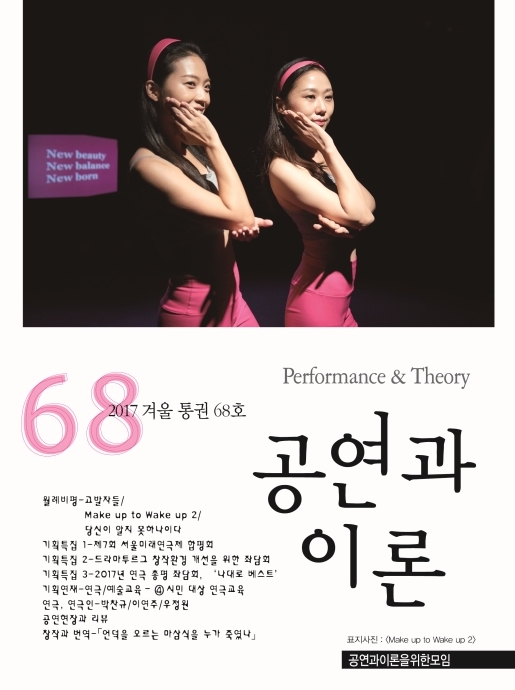 New beauty
New balance
New born
68
2017 겨울 통권 68호
Performance & Theory
공연과
이론
월례비평-고발자들/
Make up to Wake up 2/
당신이 알지 못하나이다
기획특집 1-제7회 서울미래연극제 합평회
기획특집 2-드라마투르그 창작환경 개선을 위한 좌담회
기획특집 3-2017년 연극 총평 좌담회, '나대로 베스트'
기획연재-연극/예술교육 - ④시민 대상 연극교육
연극, 연극인-박찬규/이연주/우정원
공연현장과 리뷰
창작과 번역-「언덕을 오르는 마삼식을 누가 죽였나」
표지사진 : <Make up to Wake up 2>
공연과이론을위한모임